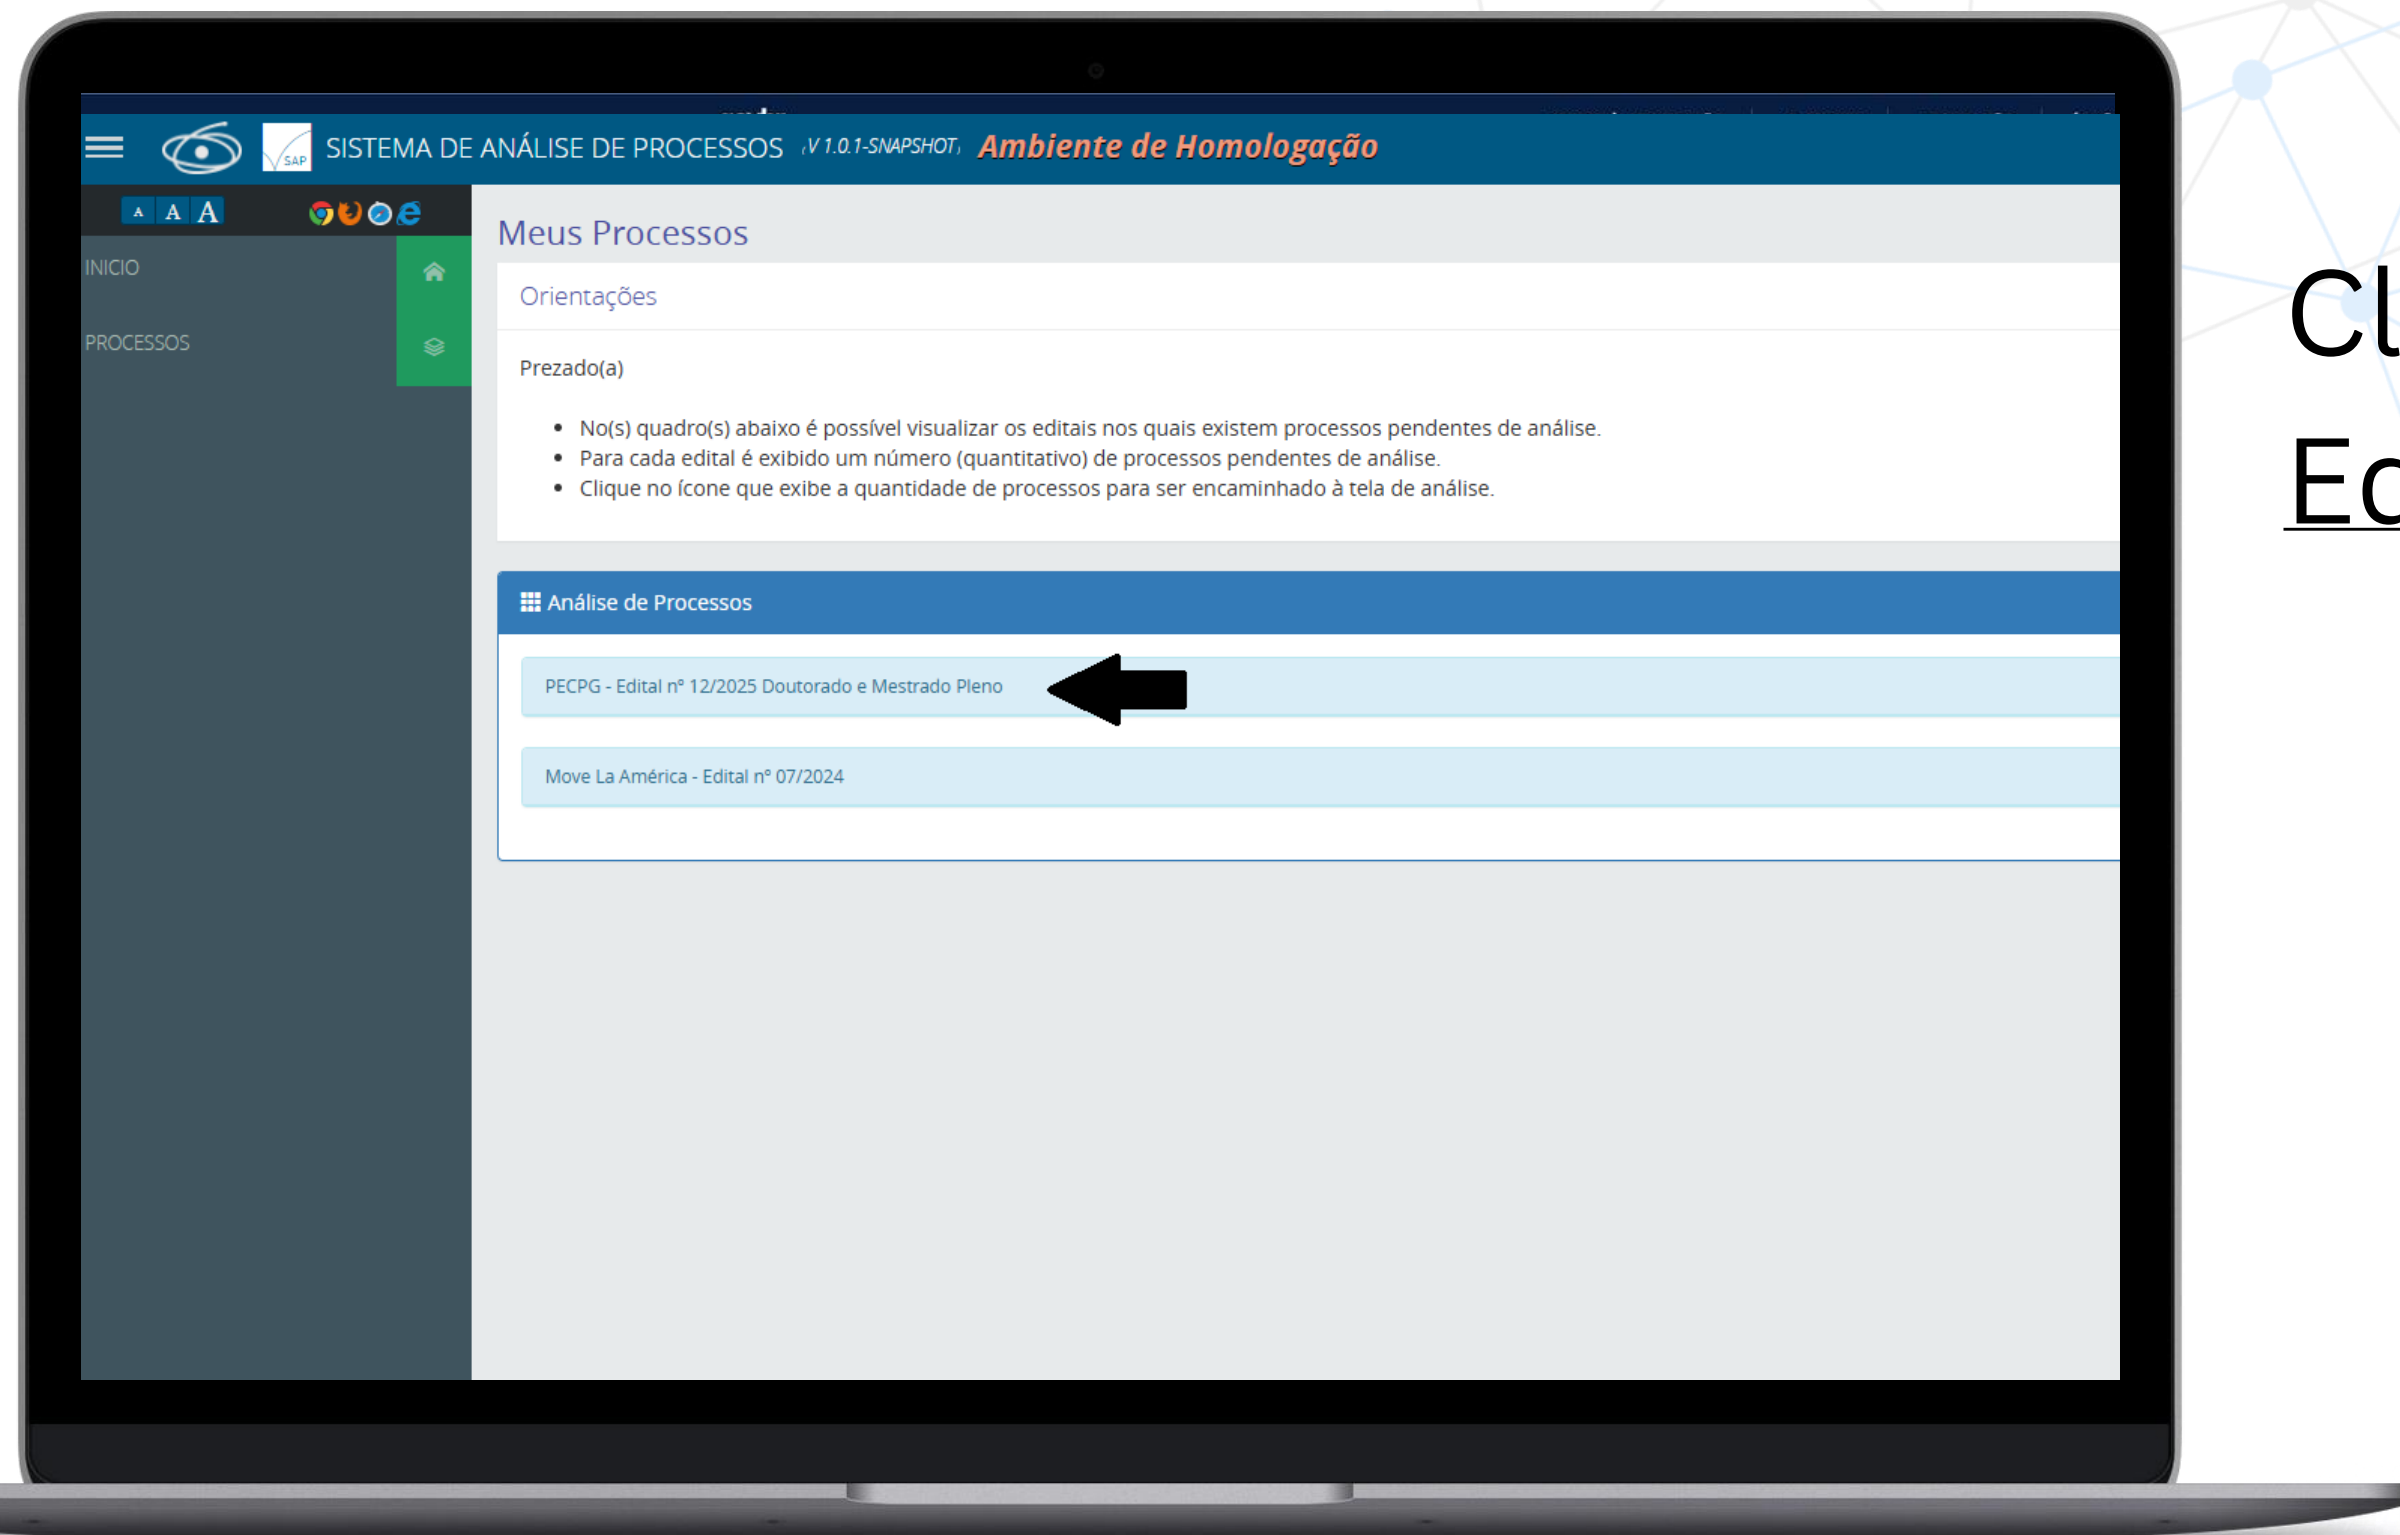 SAP
SISTEMA DE ANÁLISE DE PROCESSOS (V 1.0.1-SNAPSHOT) Ambiente de Homologação
A A A
INICIO
PROCESSOS
Meus Processos
Orientações
Prezado(a)
• No(s) quadro(s) abaixo é possível visualizar os editais nos quais existem processos pendentes de análise.
• Para cada edital é exibido um número (quantitativo) de processos pendentes de análise.
• Clique no ícone que exibe a quantidade de processos para ser encaminhado à tela de análise.
Análise de Processos
PECPG - Edital nº 12/2025 Doutorado e Mestrado Pleno
Move La América - Edital nº 07/2024